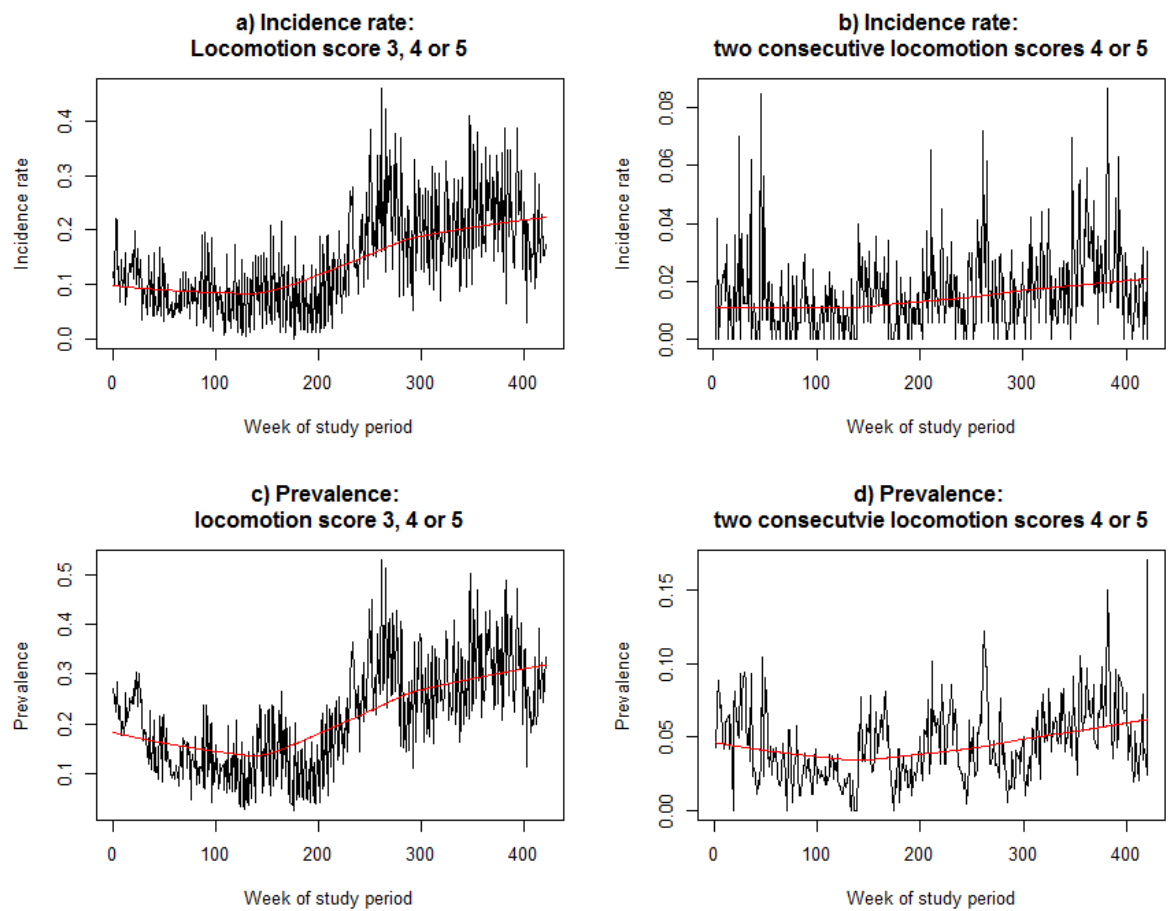 a) Incidence rate:
Locomotion score 3, 4 or 5
Incidence rate
0.4
0.3
0.2
0.1
0.0
0 100 200 300 400
Week of study period
b) Incidence rate:
two consecutive locomotion scores 4 or 5
Incidence rate
0.08
0.06
0.04
0.02
0.00
0 100 200 300 400
Week of study period
c) Prevalence:
locomotion score 3, 4 or 5
Prevalence
0.5
0.4
0.3
0.2
0.1
0 100 200 300 400
Week of study period
d) Prevalence:
two consecutvie locomotion scores 4 or 5
Prevalence
0.15
0.10
0.05
0.00
0 100 200 300 400
Week of study period